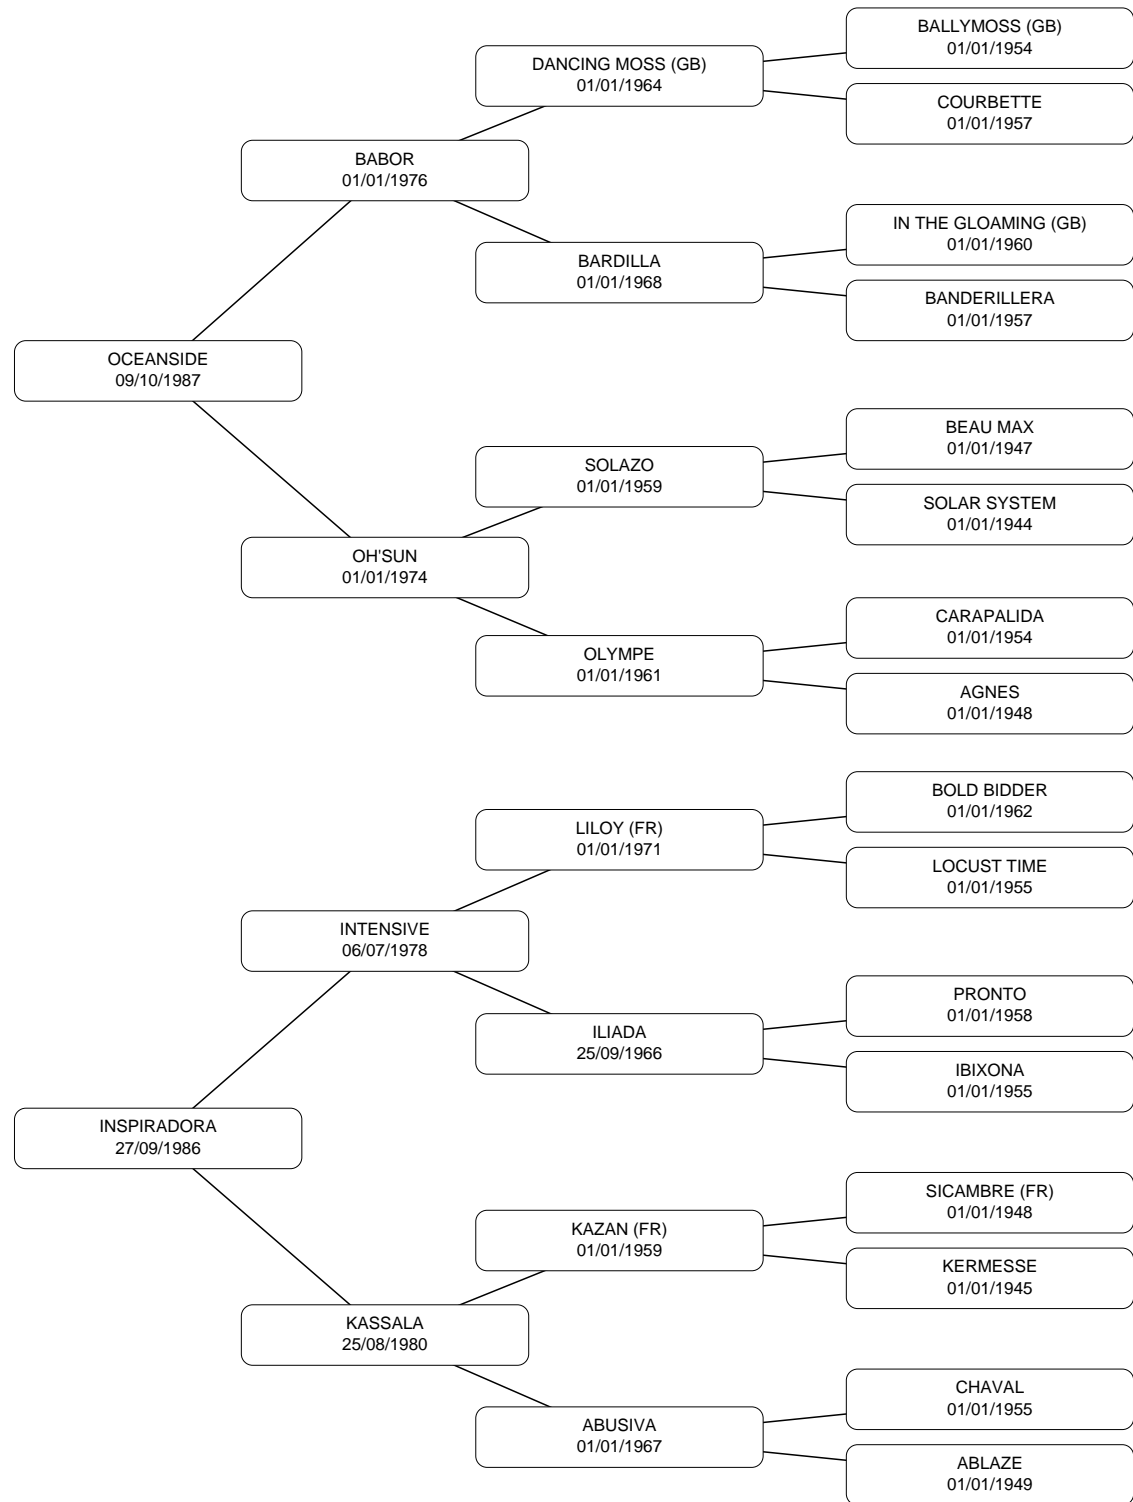 BALLYMOSS (GB)
01/01/1954
DANCING MOSS (GB)
01/01/1964
COURBETTE
01/01/1957
BABOR
01/01/1976
IN THE GLOAMING (GB)
01/01/1960
BARDILLA
01/01/1968
BANDERILLERA
01/01/1957
OCEANSIDE
09/10/1987
BEAU MAX
01/01/1947
SOLAZO
01/01/1959
SOLAR SYSTEM
01/01/1944
OH'SUN
01/01/1974
CARAPALIDA
01/01/1954
OLYMPE
01/01/1961
AGNES
01/01/1948
BOLD BIDDER
01/01/1962
LILOY (FR)
01/01/1971
LOCUST TIME
01/01/1955
INTENSIVE
06/07/1978
PRONTO
01/01/1958
ILIADA
25/09/1966
IBIXONA
01/01/1955
INSPIRADORA
27/09/1986
SICAMBRE (FR)
01/01/1948
KAZAN (FR)
01/01/1959
KERMESSE
01/01/1945
KASSALA
25/08/1980
CHAVAL
01/01/1955
ABUSIVA
01/01/1967
ABLAZE
01/01/1949